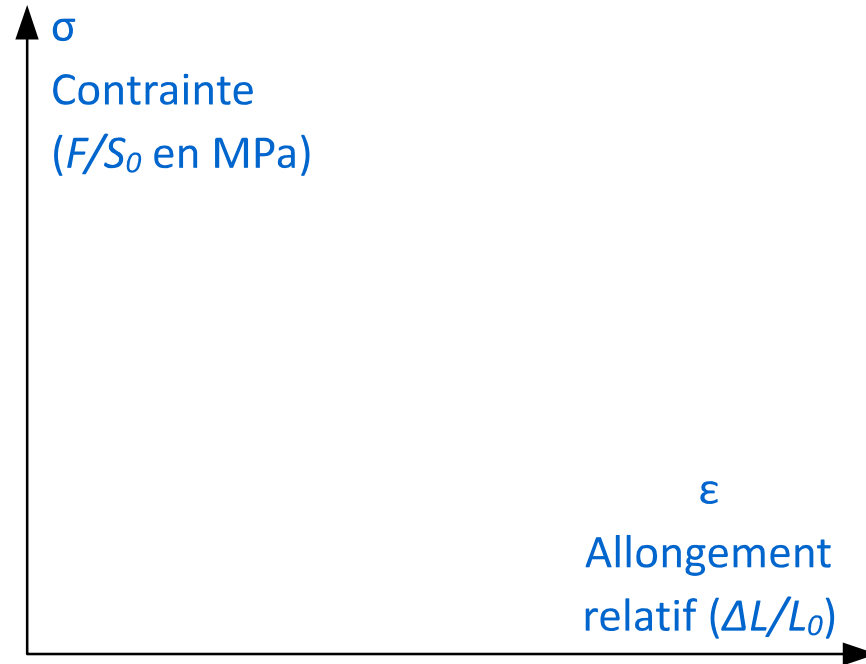 σ
Contrainte
(F/S₀ en MPa)
ε
Allongement
relatif (ΔL/L₀)